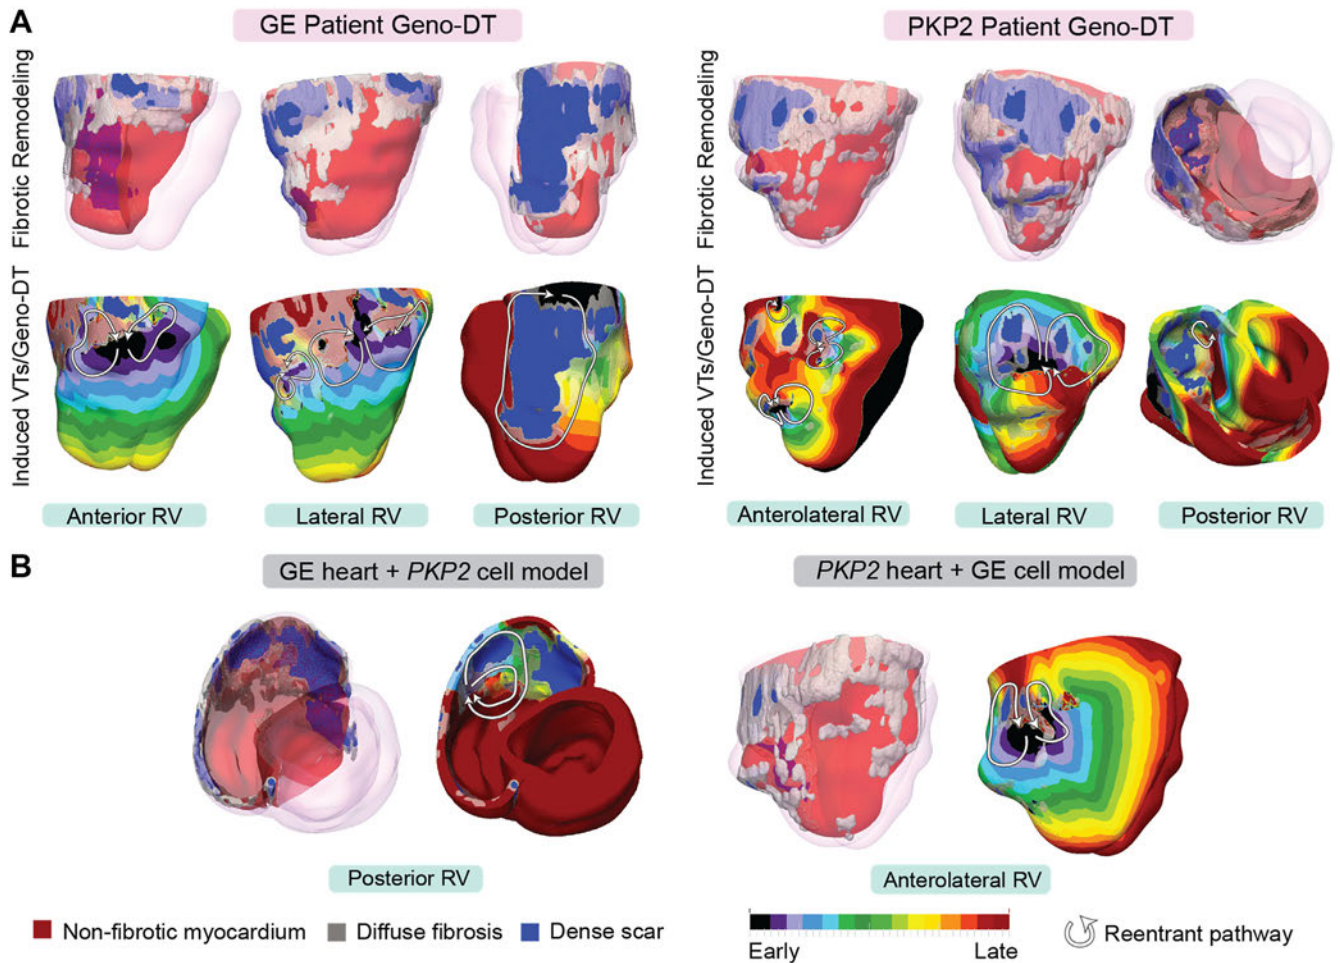 A
GE Patient Geno-DT
PKP2 Patient Geno-DT
Fibrotic Remodeling
Fibrotic Remodeling
Induced VTs/Geno-DT
Induced VTs/Geno-DT
Anterior RV
Lateral RV
Posterior RV
Anterolateral RV
Lateral RV
Posterior RV
B
GE heart + PKP2 cell model
PKP2 heart + GE cell model
Posterior RV
Anterolateral RV
Non-fibrotic myocardium
Diffuse fibrosis
Dense scar
Early
Late
Reentrant pathway